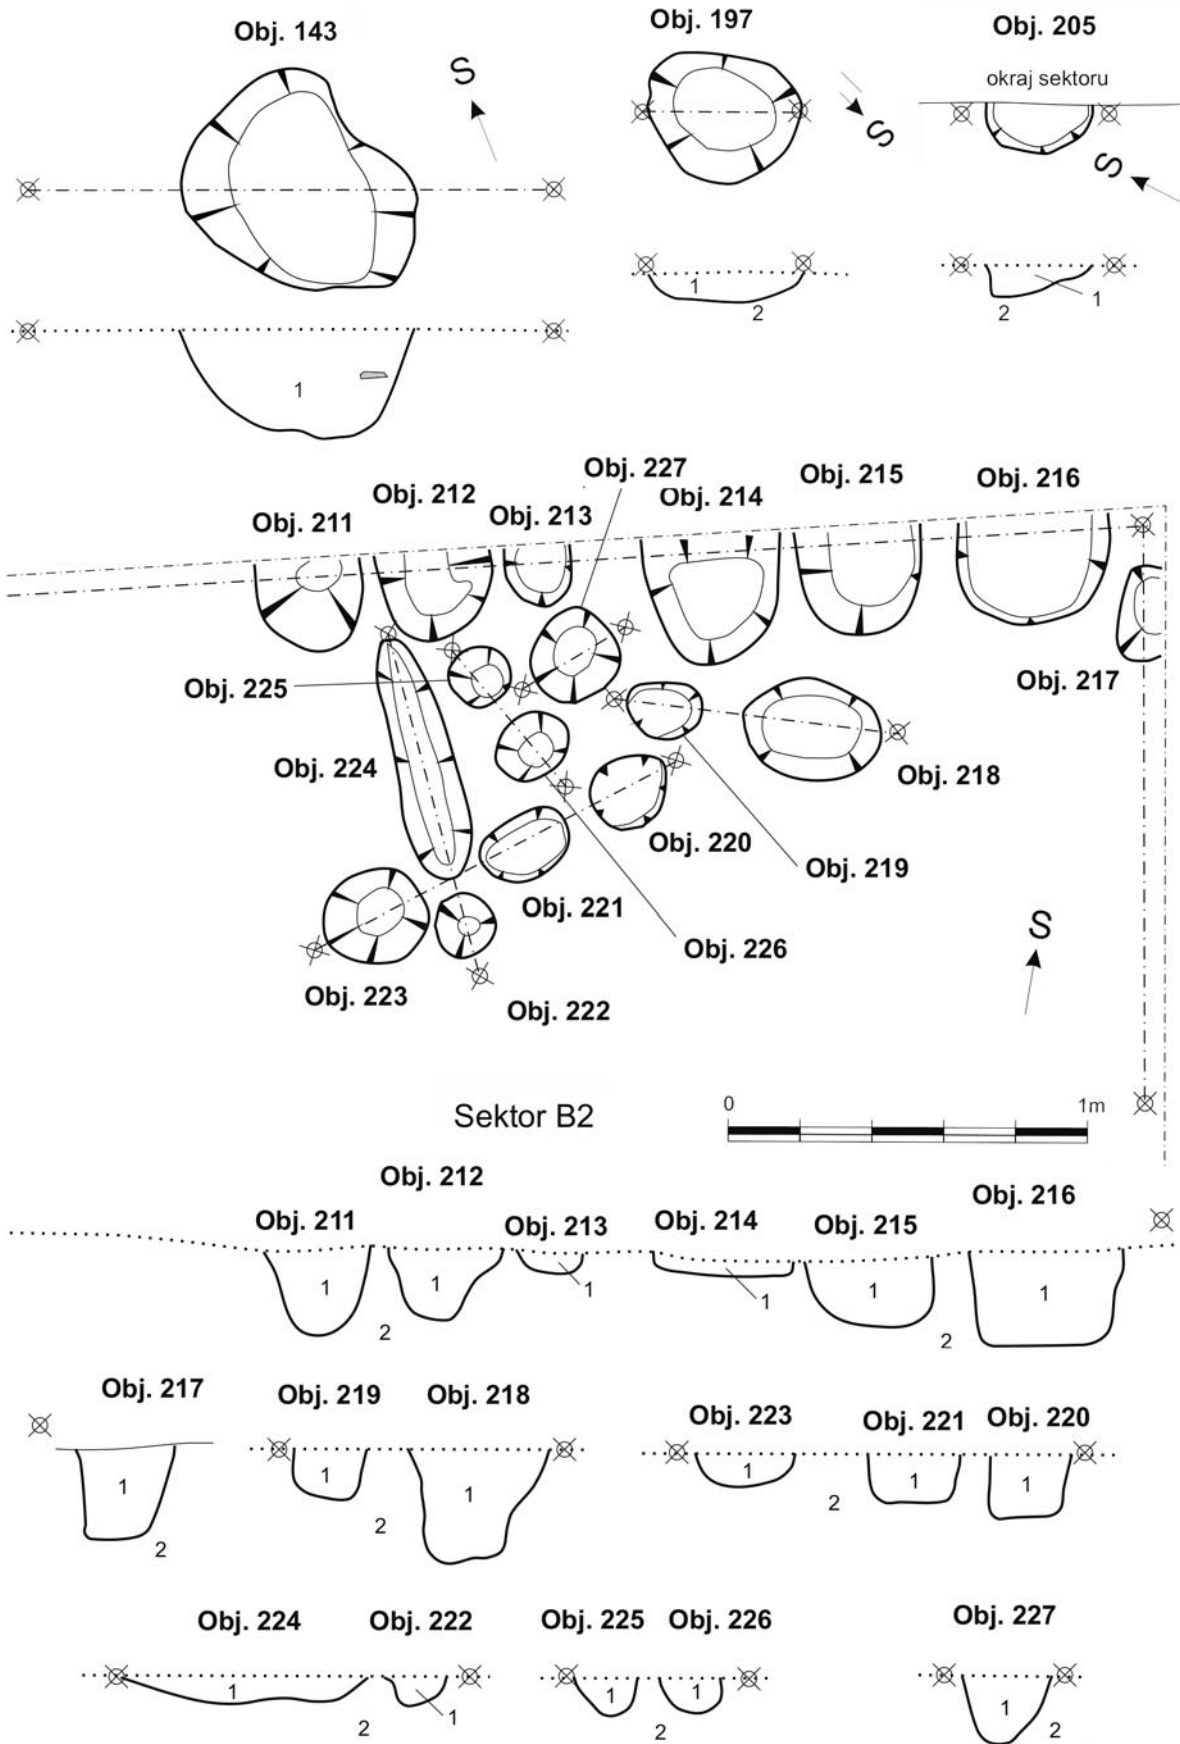 Obj. 143
Obj. 197
Obj. 205
okraj sektoru
S
S
S
1
2
1
2
1
Obj. 227
Obj. 212
Obj. 214
Obj. 215
Obj. 216
Obj. 211
Obj. 213
Obj. 225
Obj. 217
Obj. 224
Obj. 218
Obj. 220
Obj. 219
Obj. 221
Obj. 226
S
Obj. 223
Obj. 222
Sektor B2
0
1m
Obj. 212
Obj. 216
Obj. 211
Obj. 213
Obj. 214
Obj. 215
1
1
1
1
1
1
2
2
Obj. 217
Obj. 219
Obj. 218
Obj. 223
Obj. 221
Obj. 220
1
1
1
1
1
1
2
2
2
Obj. 224
Obj. 222
Obj. 225
Obj. 226
Obj. 227
1
1
1
1
1
2
2
2